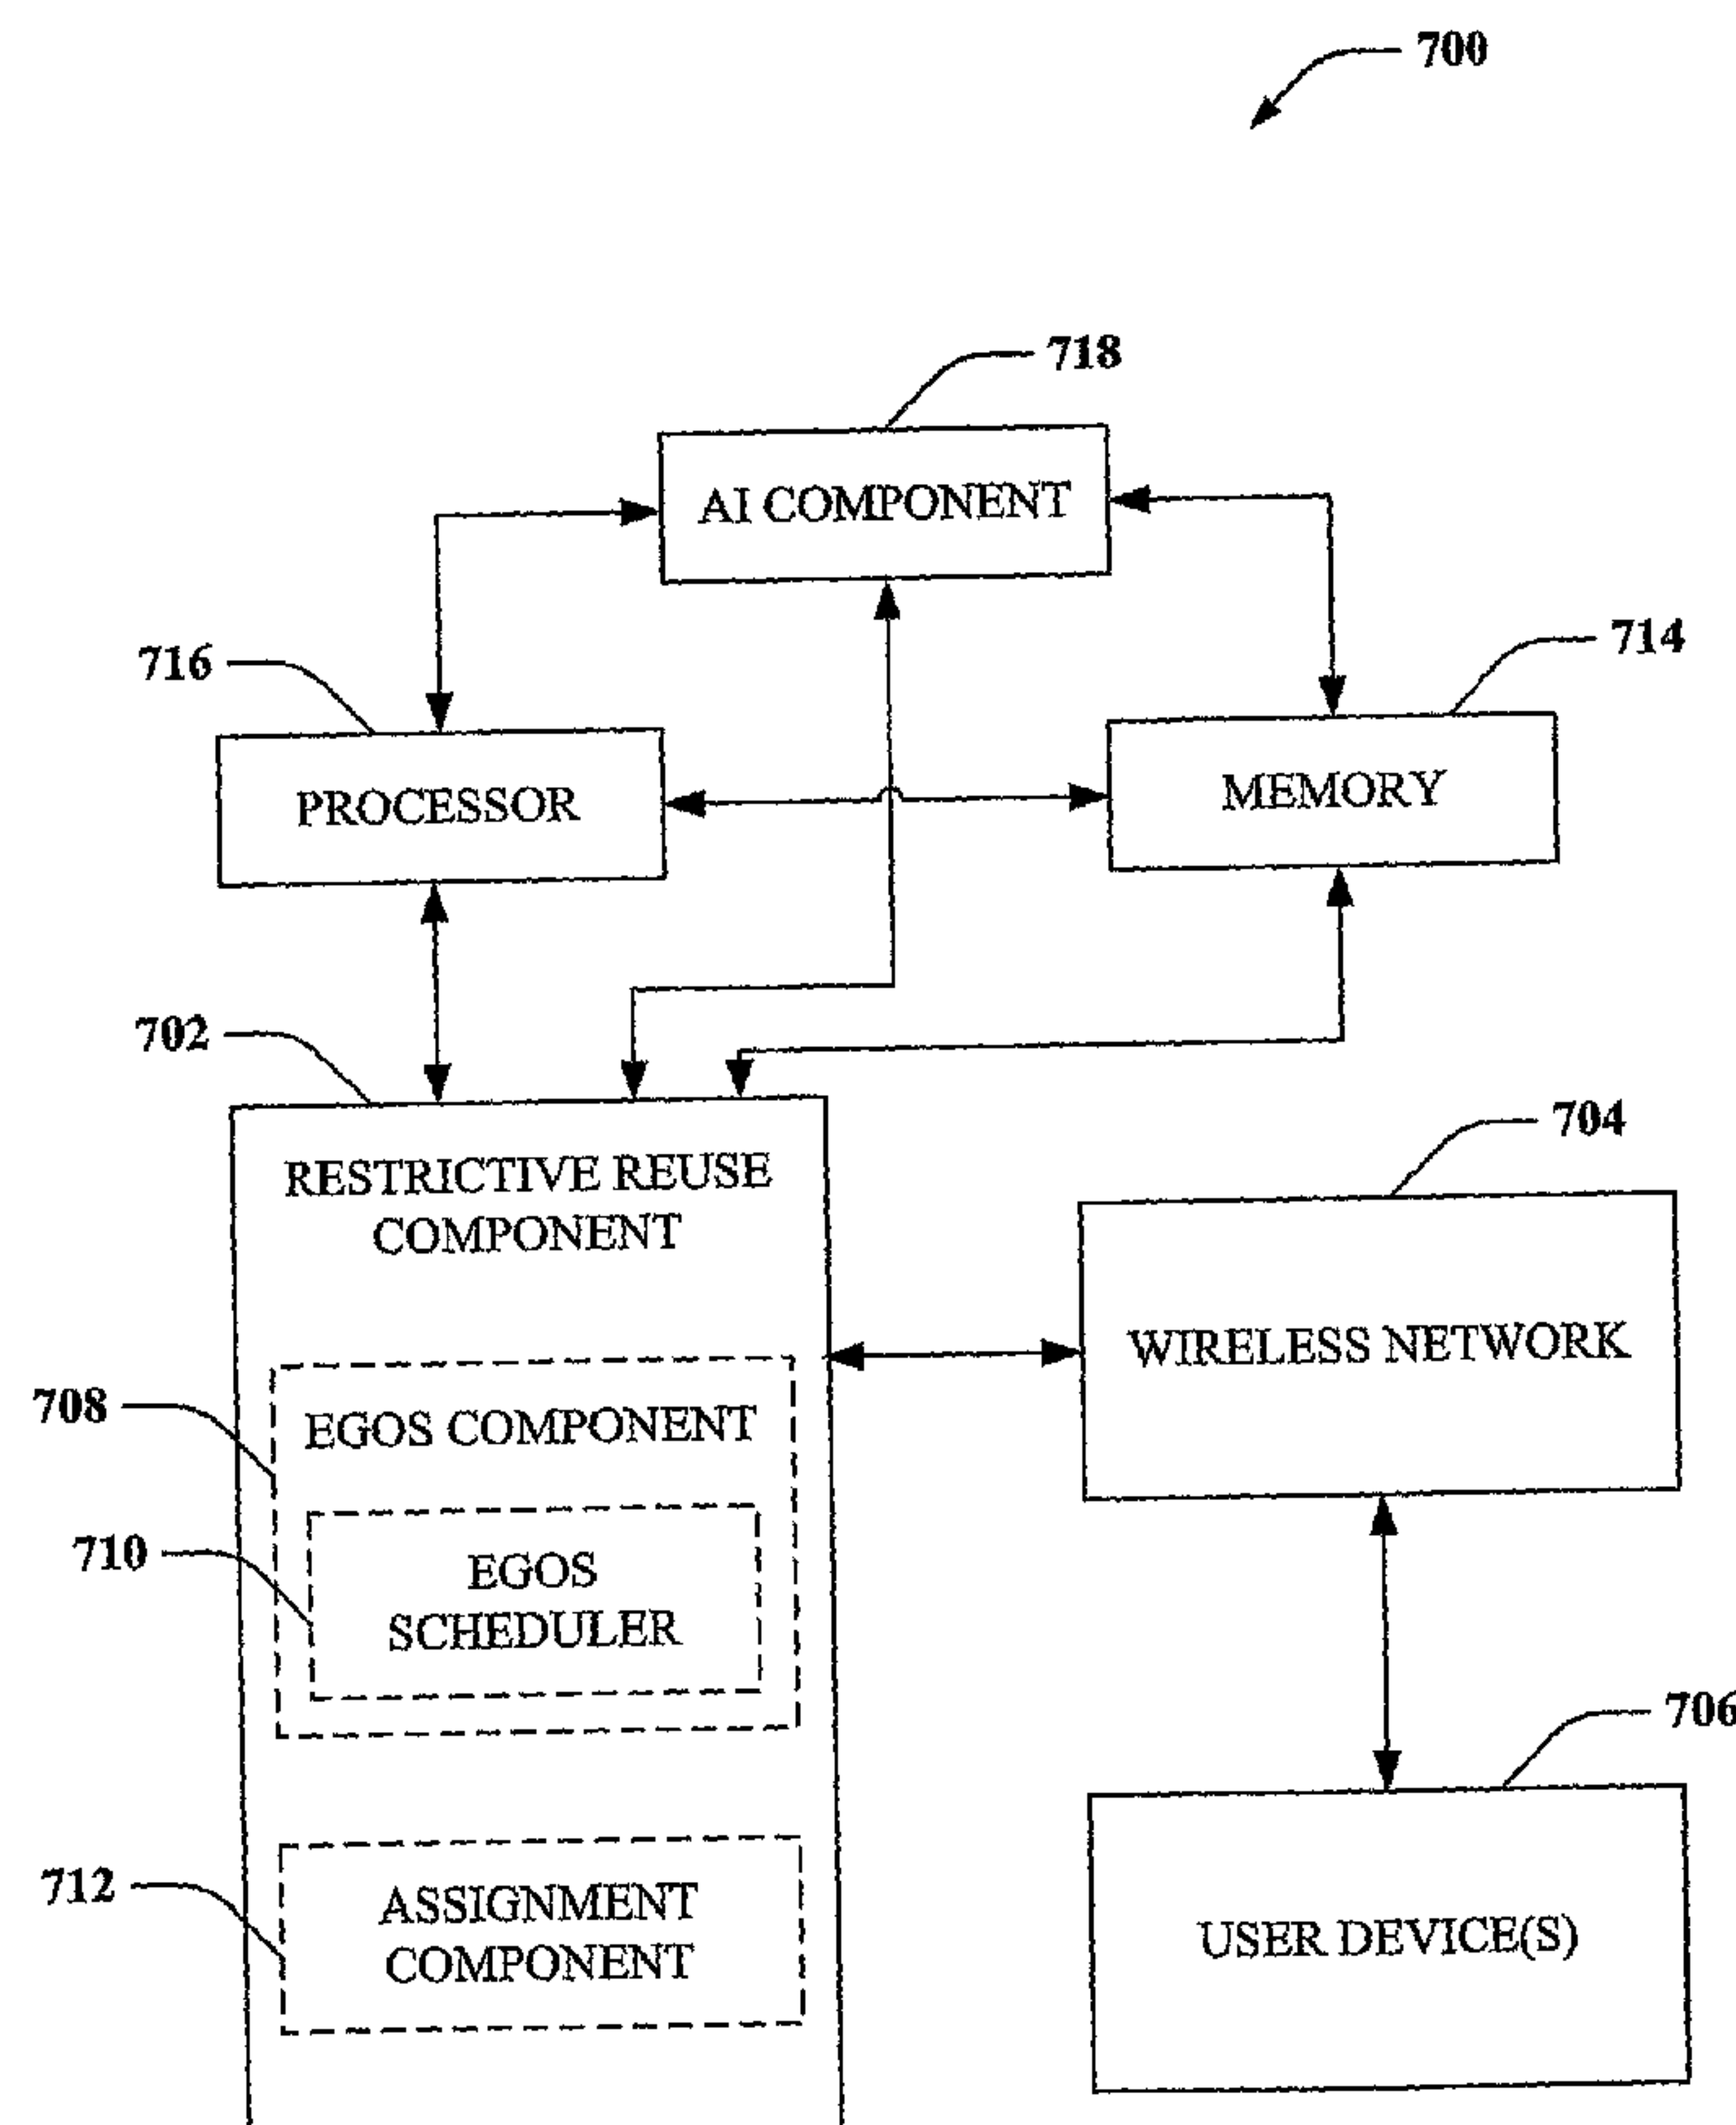 700
718
AI COMPONENT
716
714
PROCESSOR
MEMORY
702
704
RESTRICTIVE REUSE
COMPONENT
WIRELESS NETWORK
708
EGOS COMPONENT
710
EGOS
SCHEDULER
706
712
ASSIGNMENT
COMPONENT
USER DEVICE(S)